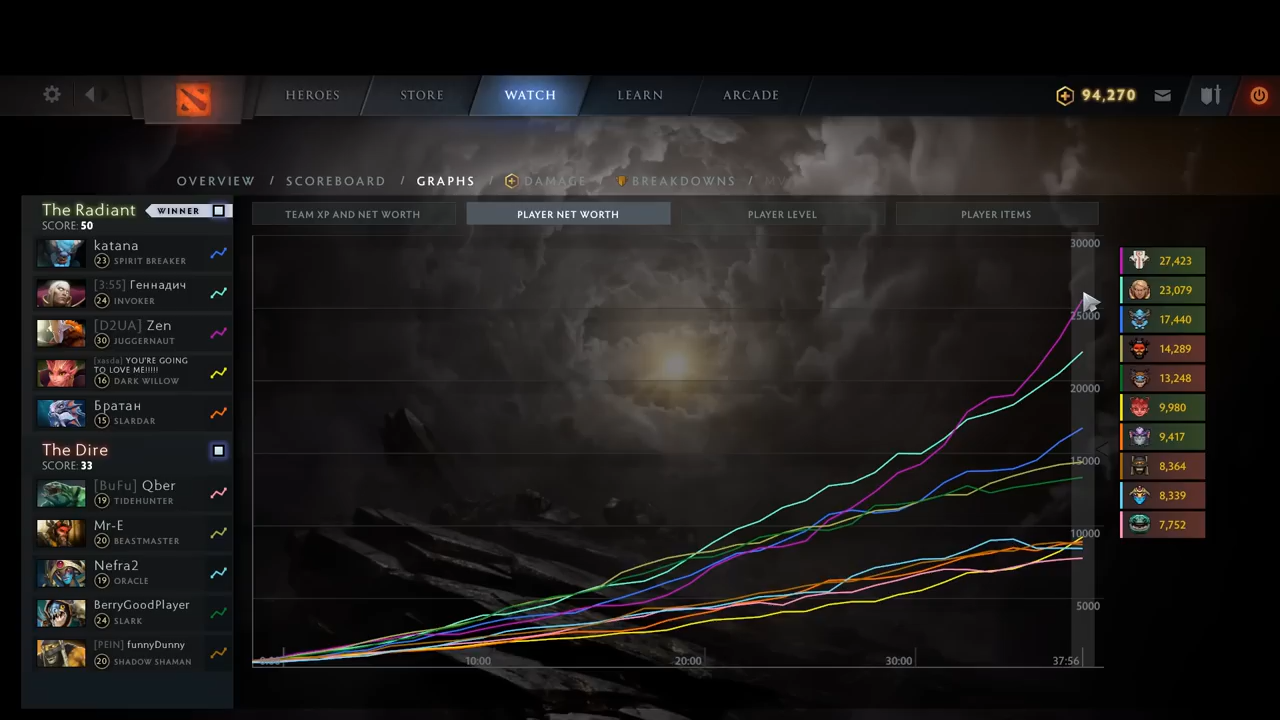 HEROES
STORE
WATCH
LEARN
ARCADE
94,270
OVERVIEW / SCOREBOARD / GRAPHS / DAMAGE / BREAKDOWNS /
The Radiant
WINNER
SCORE: 50
katana
23 SPIRIT BREAKER
[3:55] Геннадич
24 INVOKER
[D2UA] Zen
30 JUGGERNAUT
[xasda] YOU'RE GOING
TO LOVE ME!!!!!
16 DARK WILLOW
Братан
15 SLARDAR
The Dire
SCORE: 33
[BuFu] Qber
19 TIDEHUNTER
Mr-E
20 BEASTMASTER
Nefra2
19 ORACLE
BerryGoodPlayer
24 SLARK
[PEIN] funnyDunny
20 SHADOW SHAMAN
TEAM XP AND NET WORTH
PLAYER NET WORTH
PLAYER LEVEL
PLAYER ITEMS
30000
25000
20000
15000
10000
5000
0:00
10:00
20:00
30:00
37:56
27,423
23,079
17,440
14,289
13,248
9,980
9,417
8,364
8,339
7,752